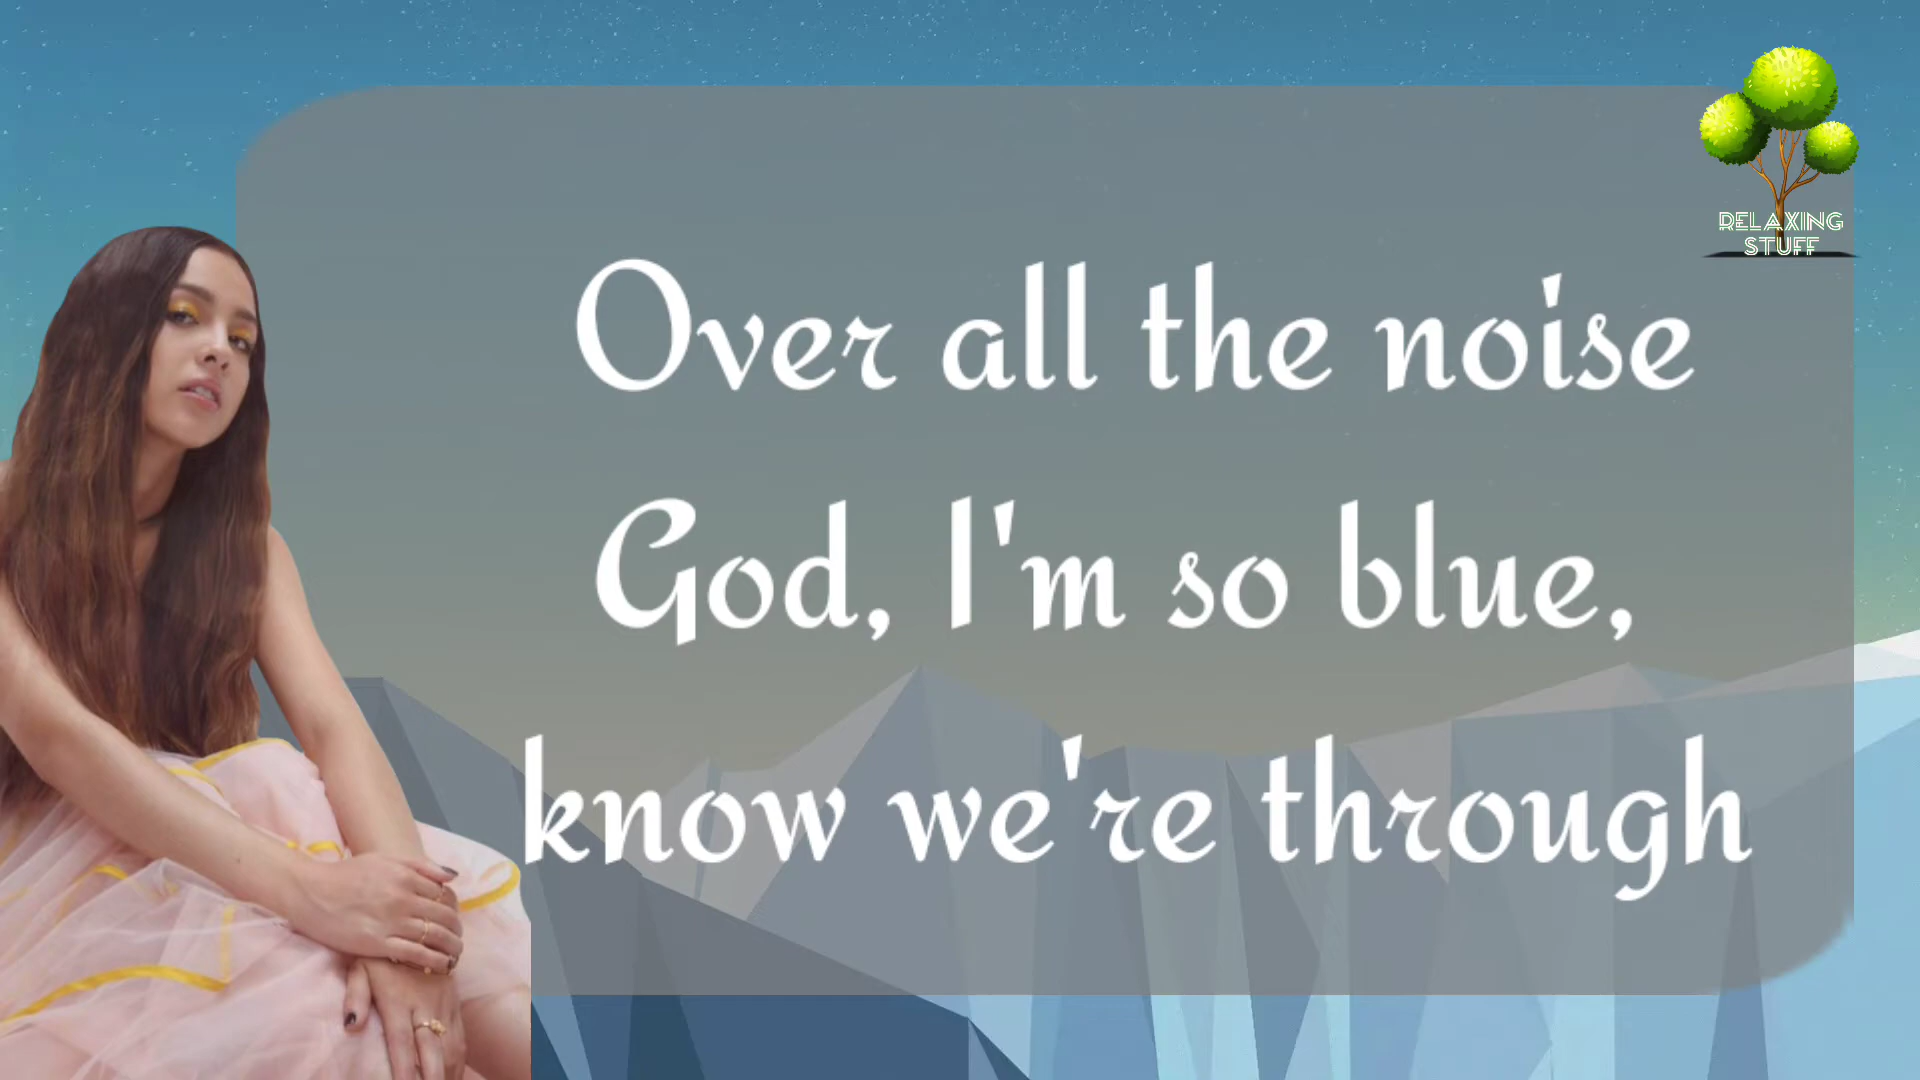 RELAXING
STUFF
Over all the noise
God, I'm so blue,
know we're through